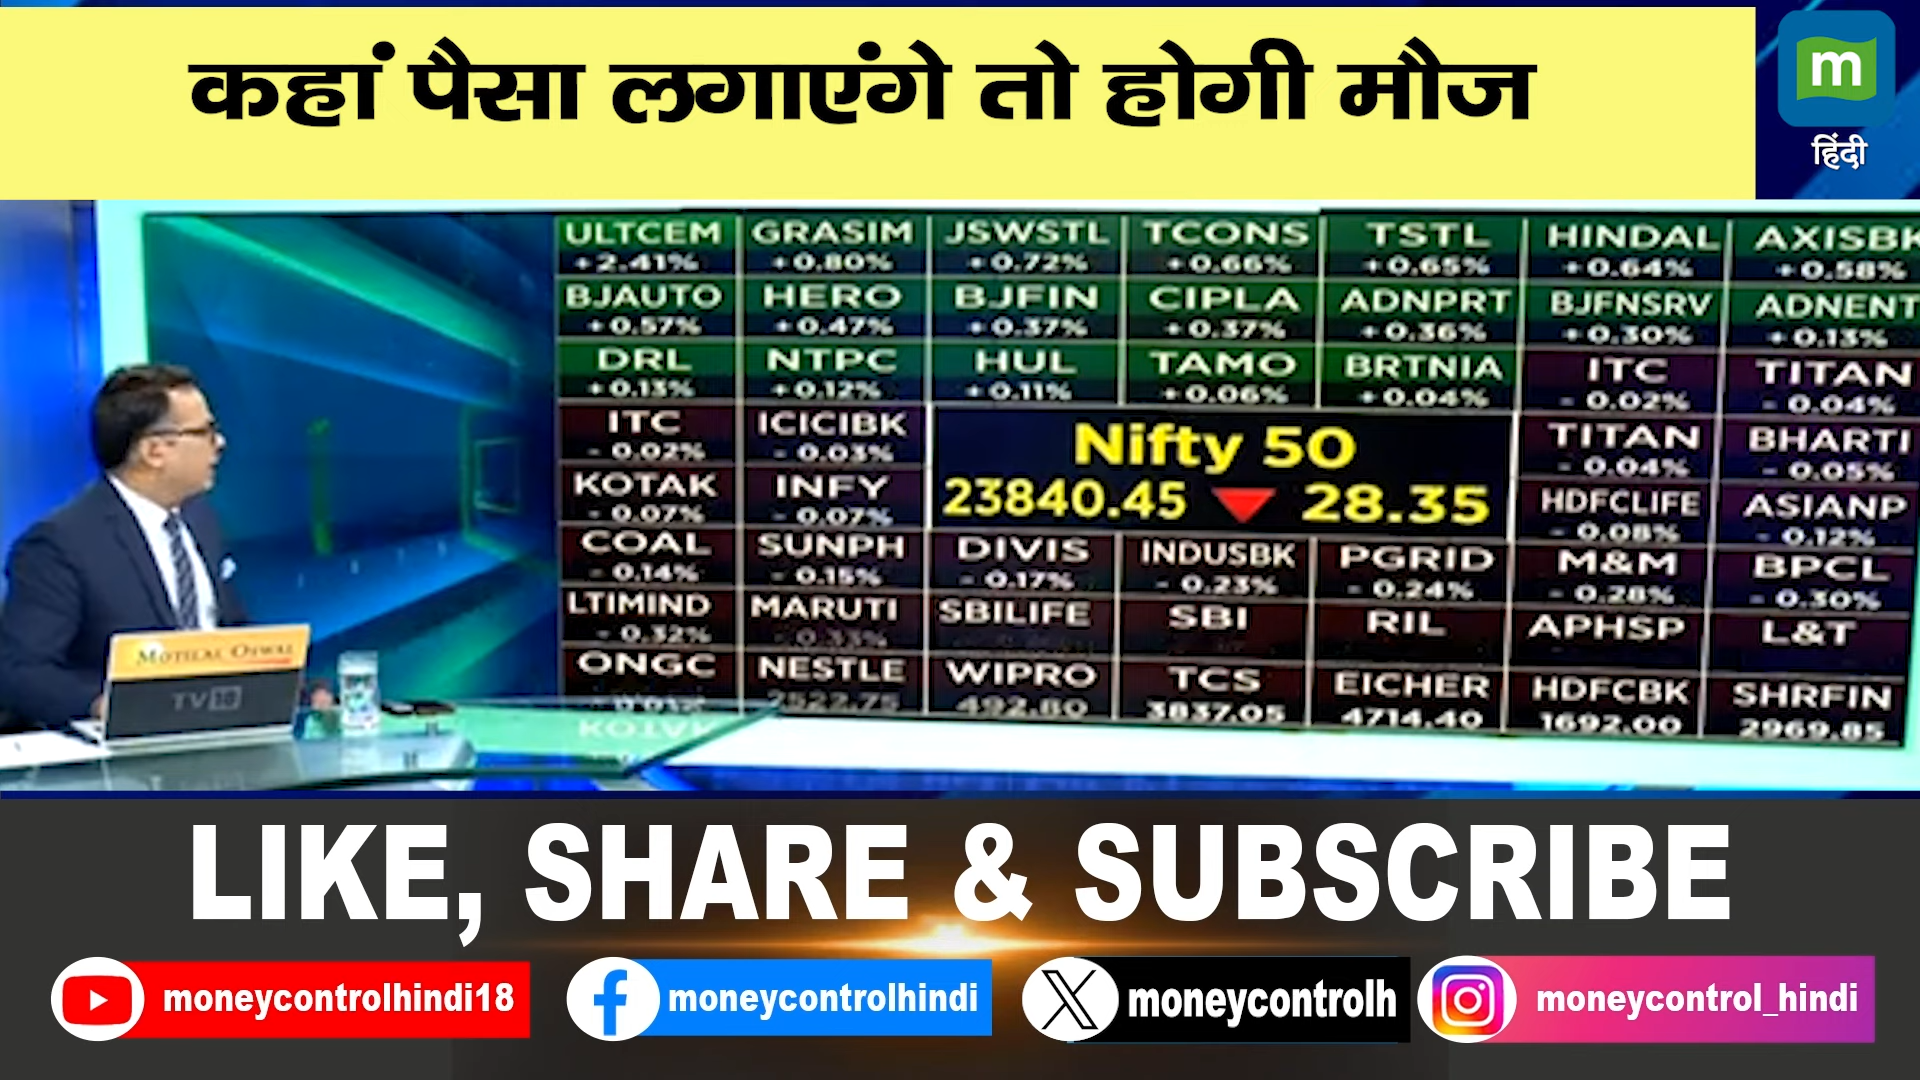 कहां पैसा लगाएंगे तो होगी मौज
m
हिंदी
ULTCEM GRASIM JSWSTL TCONS TSTL HINDAL AXISBK
+2.41% +0.80% +0.72% +0.66% +0.65% +0.64% +0.58%
BJAUTO HERO BJFIN CIPLA ADNPRT BJFNSRV ADNENT
+0.57% +0.47% +0.37% +0.37% +0.36% +0.30% +0.13%
DRL NTPC HUL TAMO BRTNIA ITC TITAN
+0.13% +0.12% +0.11% +0.06% +0.04% - 0.02% - 0.04%
ITC ICICIBK Nifty 50 TITAN BHARTI
- 0.02% - 0.03% - 0.04% - 0.05%
KOTAK INFY 23840.45 28.35 HDFCLIFE ASIANP
- 0.07% - 0.07% - 0.08% - 0.12%
COAL SUNPH DIVIS INDUSBK PGRID M&M BPCL
- 0.14% - 0.15% - 0.17% - 0.23% - 0.24% - 0.28% - 0.30%
LTIMIND MARUTI SBILIFE SBI RIL APHSP L&T
- 0.32% - 0.33%
ONGC NESTLE WIPRO TCS EICHER HDFCBK SHRFIN
2522.75 492.80 3837.05 4714.40 1692.00 2969.85
MOTILAL OSWAL
TV18
LIKE, SHARE & SUBSCRIBE
moneycontrolhindi18 moneycontrolhindi moneycontrolh moneycontrol_hindi